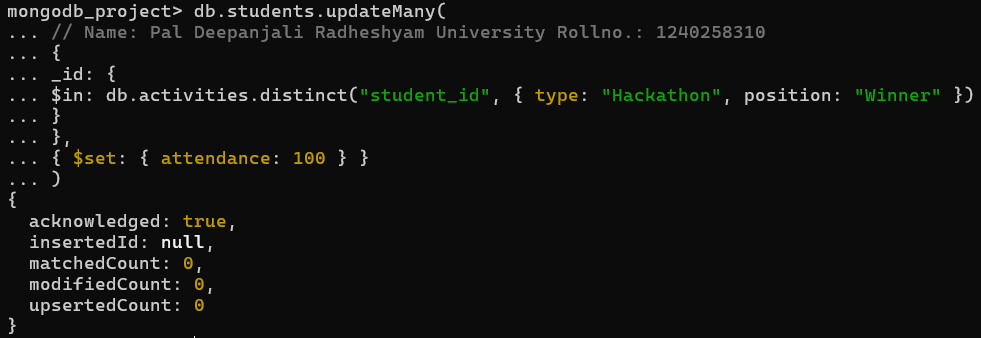 mongodb_project> db.students.updateMany(
... // Name: Pal Deepanjali Radheshyam University Rollno.: 1240258310
... {
... _id: {
... $in: db.activities.distinct("student_id", { type: "Hackathon", position: "Winner" })
... }
... },
... { $set: { attendance: 100 } }
... )
{
  acknowledged: true,
  insertedId: null,
  matchedCount: 0,
  modifiedCount: 0,
  upsertedCount: 0
}